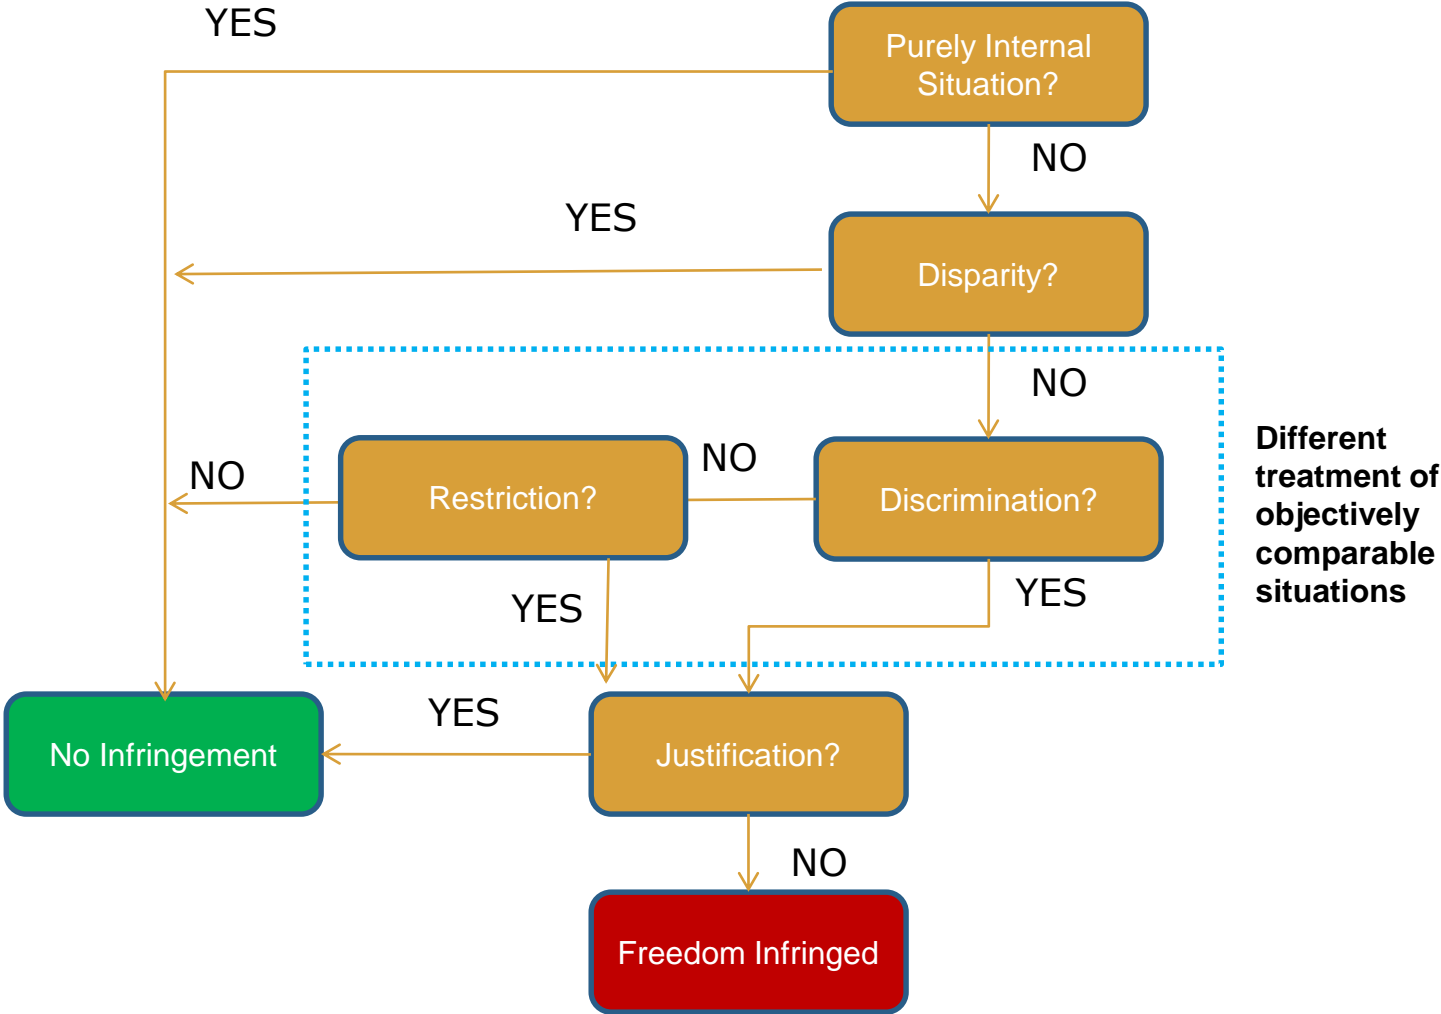 YES
Purely Internal
Situation?
NO
YES
Disparity?
NO
Different
treatment of
objectively
comparable
situations
NO
Restriction?
NO
Discrimination?
YES
YES
No Infringement
YES
Justification?
NO
Freedom Infringed